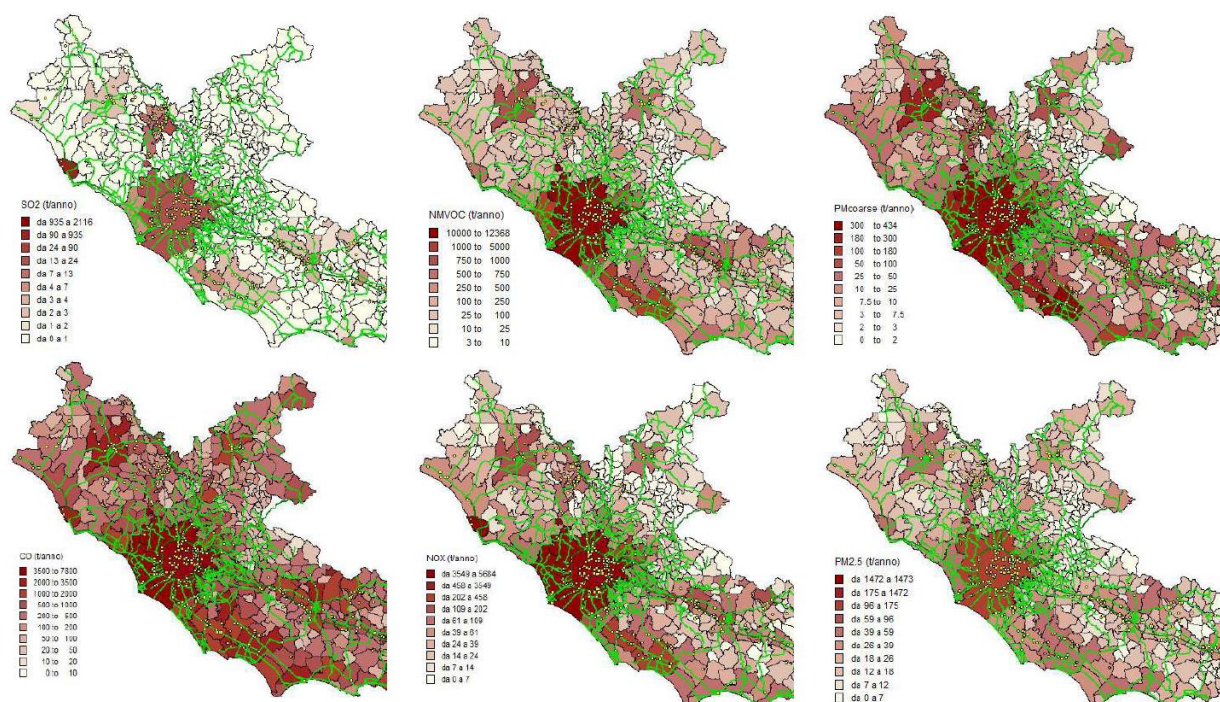 SO2 (t/anno)
da 935 a 2116
da 90 a 935
da 24 a 90
da 13 a 24
da 7 a 13
da 4 a 7
da 3 a 4
da 2 a 3
da 1 a 2
da 0 a 1
NMVOC (t/anno)
10000 to 12368
1000 to 5000
750 to 1000
500 to 750
250 to 500
100 to 250
25 to 100
10 to 25
3 to 10
PMcoarse (t/anno)
300 to 434
180 to 300
100 to 180
50 to 100
25 to 50
10 to 25
7.5 to 10
3 to 7.5
2 to 3
0 to 2
CO (t/anno)
3500 to 7800
2000 to 3500
1000 to 2000
500 to 1000
200 to 500
100 to 200
50 to 100
20 to 50
10 to 20
0 to 10
NOX (t/anno)
da 3549 a 5684
da 458 a 3549
da 202 a 458
da 109 a 202
da 61 a 109
da 39 a 61
da 24 a 39
da 14 a 24
da 7 a 14
da 0 a 7
PM2.5 (t/anno)
da 1472 a 1473
da 175 a 1472
da 96 a 175
da 59 a 96
da 39 a 59
da 26 a 39
da 18 a 26
da 12 a 18
da 7 a 12
da 0 a 7